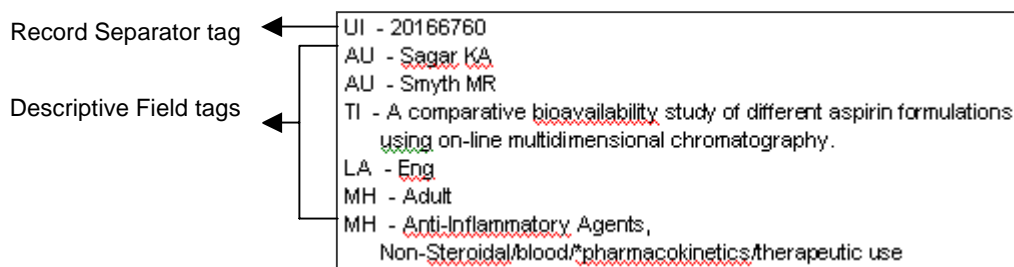 Record Separator tag
Descriptive Field tags
UI - 20166760
AU - Sagar KA
AU - Smyth MR
TI - A comparative bioavailability study of different aspirin formulations
using on-line multidimensional chromatography.
LA - Eng
MH - Adult
MH - Anti-Inflammatory Agents,
Non-Steroidal/blood/*pharmacokinetics/therapeutic use